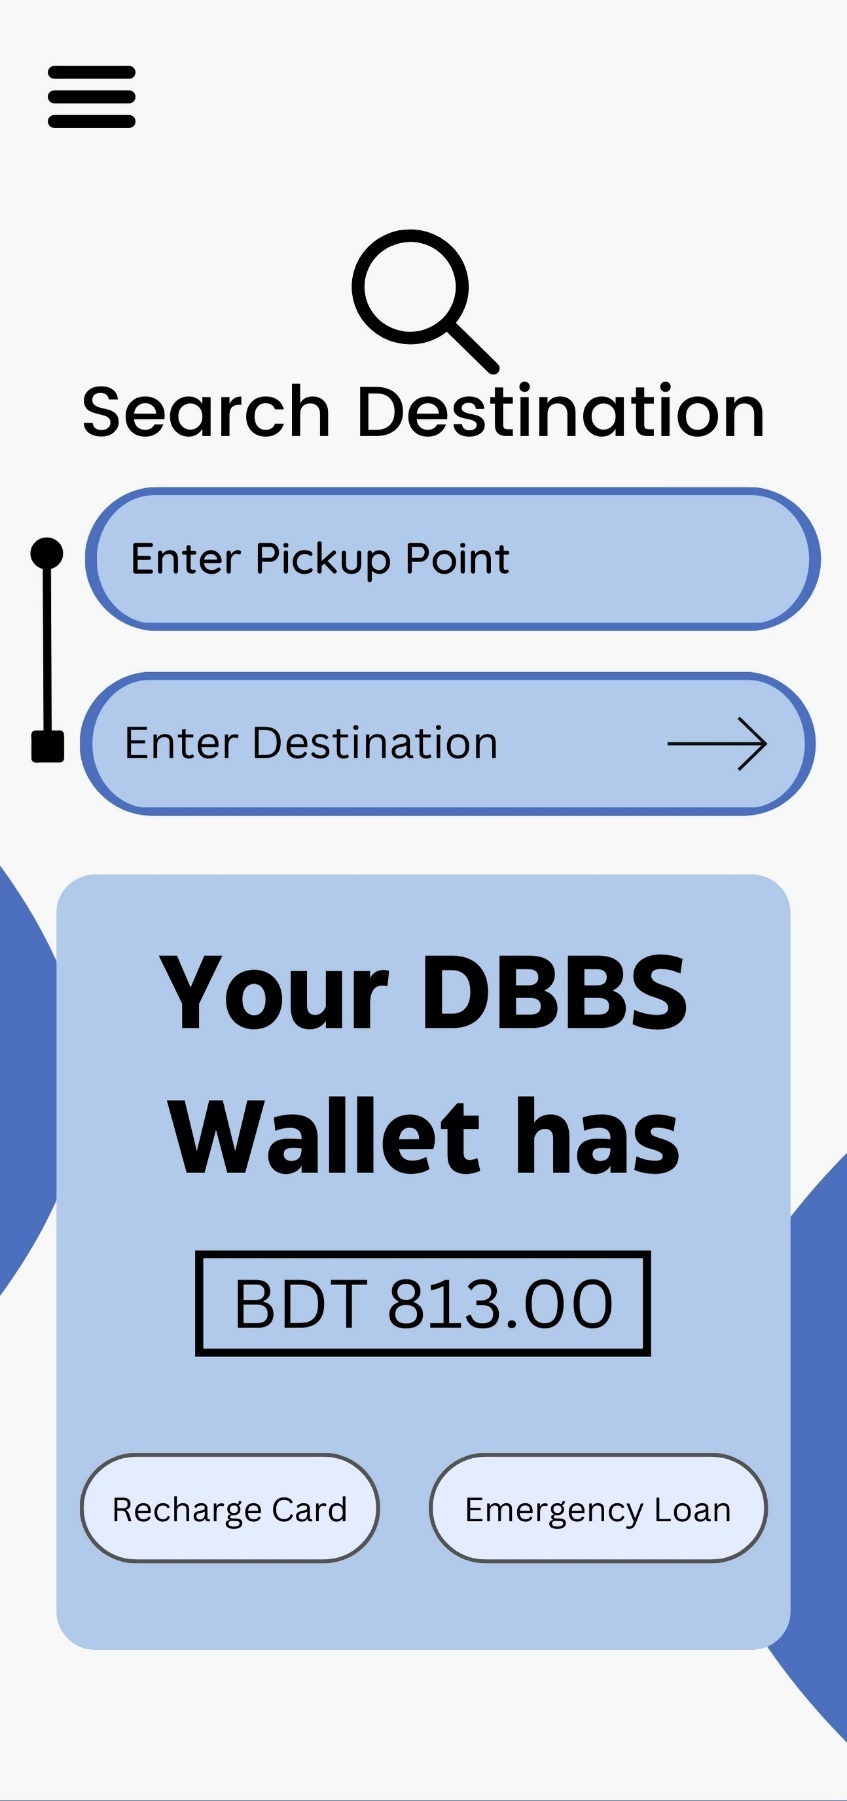 Search Destination
Enter Pickup Point
Enter Destination
Your DBBS
Wallet has
BDT 813.00
Recharge Card
Emergency Loan